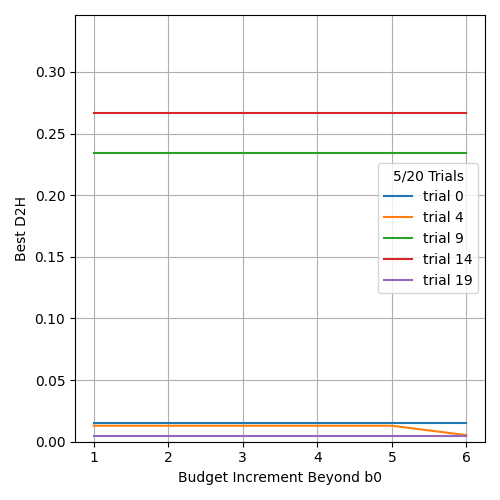 0.30
0.25
0.20
0.15
0.10
0.05
0.00
Best D2H
5/20 Trials
trial 0
trial 4
trial 9
trial 14
trial 19
1 2 3 4 5 6
Budget Increment Beyond b0